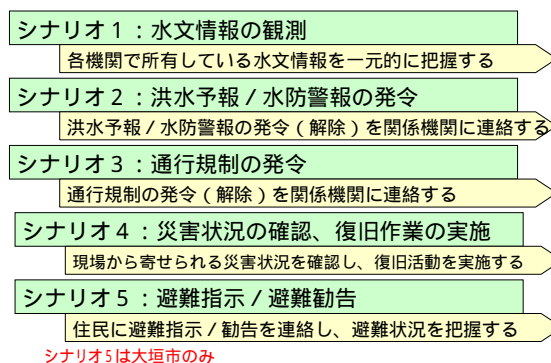 シナリオ1：水文情報の観測
各機関で所有している水文情報を一元的に把握する
シナリオ2：洪水予報/水防警報の発令
洪水予報/水防警報の発令(解除)を関係機関に連絡する
シナリオ3：通行規制の発令
通行規制の発令(解除)を関係機関に連絡する
シナリオ4：災害状況の確認、復旧作業の実施
現場から寄せられる災害状況を確認し、復旧活動を実施する
シナリオ5：避難指示/避難勧告
住民に避難指示/勧告を連絡し、避難状況を把握する
シナリオ5は大垣市のみ